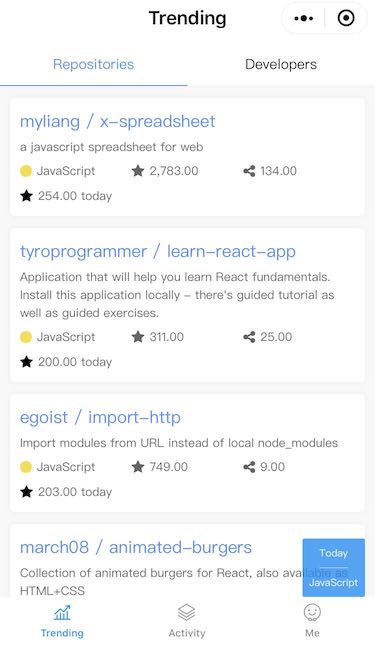 Trending
Repositories Developers
myliang / x-spreadsheet
a javascript spreadsheet for web
JavaScript 2,783.00 134.00
254.00 today
tyroprogrammer / learn-react-app
Application that will help you learn React fundamentals.
Install this application locally - there's guided tutorial as
well as guided exercises.
JavaScript 311.00 25.00
200.00 today
egoist / import-http
Import modules from URL instead of local node_modules
JavaScript 749.00 9.00
203.00 today
march08 / animated-burgers
Today
Collection of animated burgers for React, also available as
HTML+CSS
JavaScript
Trending Activity Me